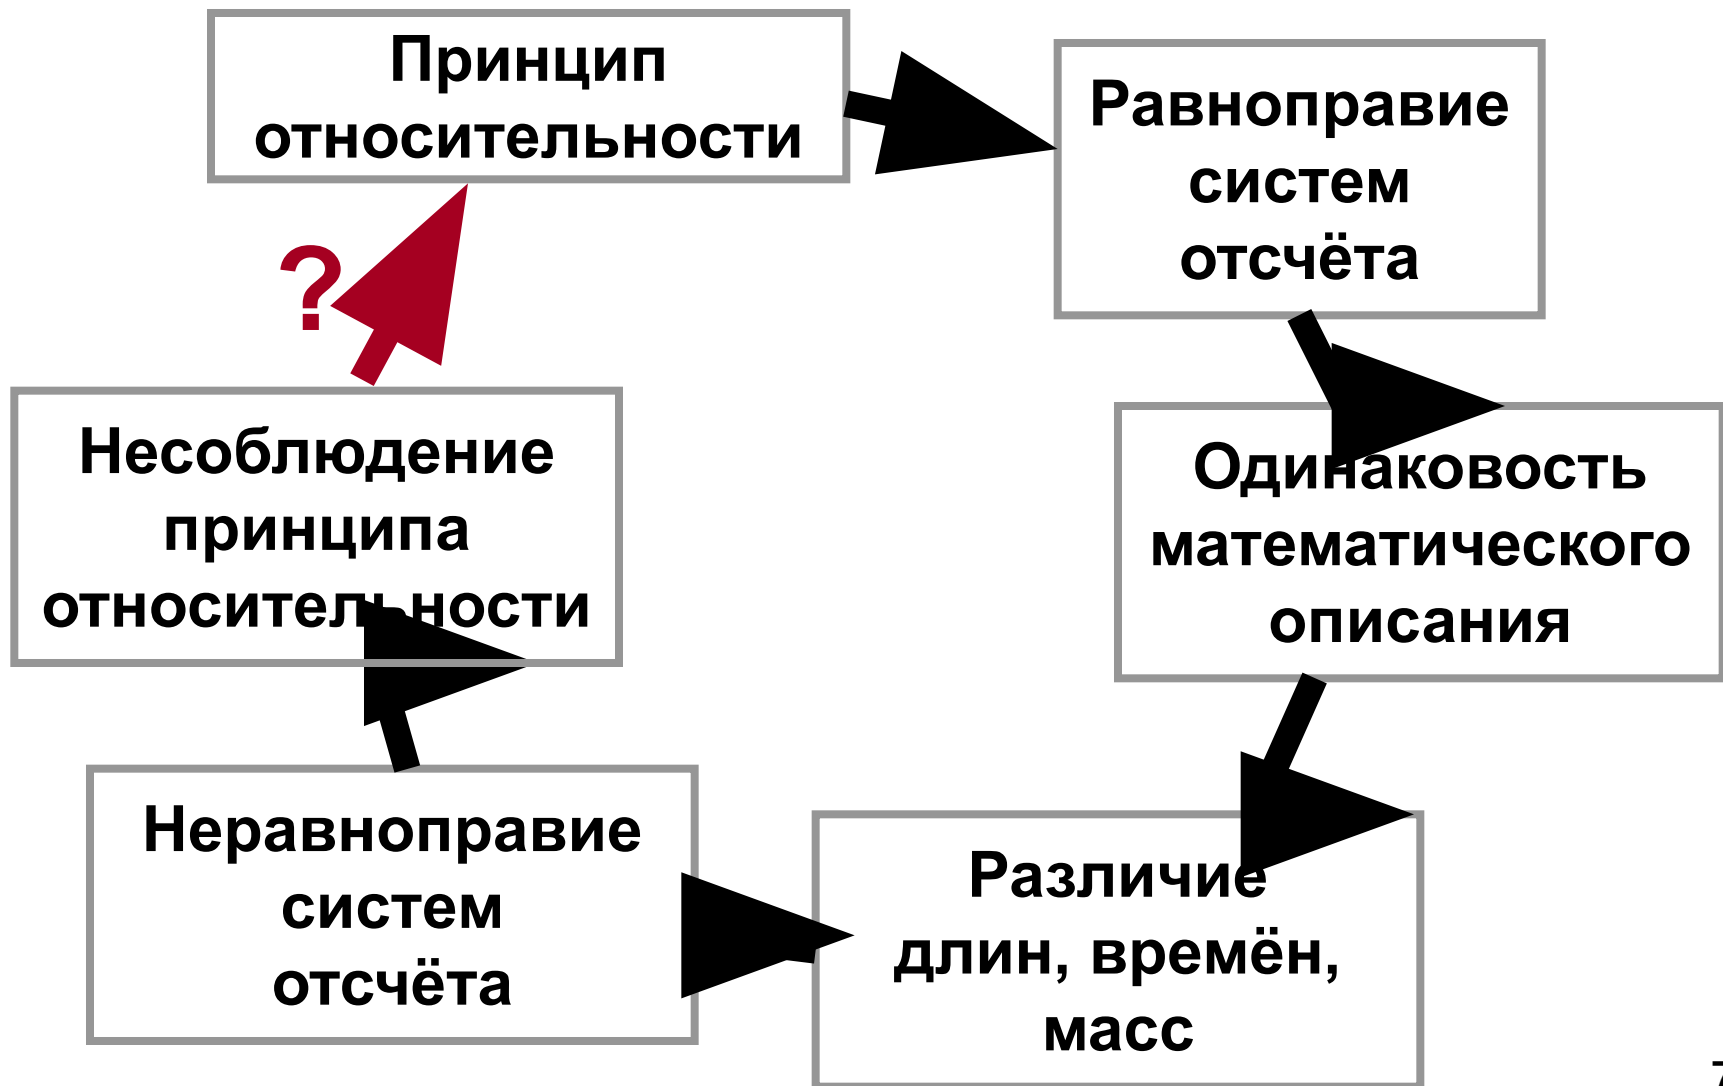 Принцип
относительности
Равноправие
систем
отсчёта
?
Несоблюдение
принципа
относительности
Одинаковость
математического
описания
Неравноправие
систем
отсчёта
Различие
длин, времён,
масс